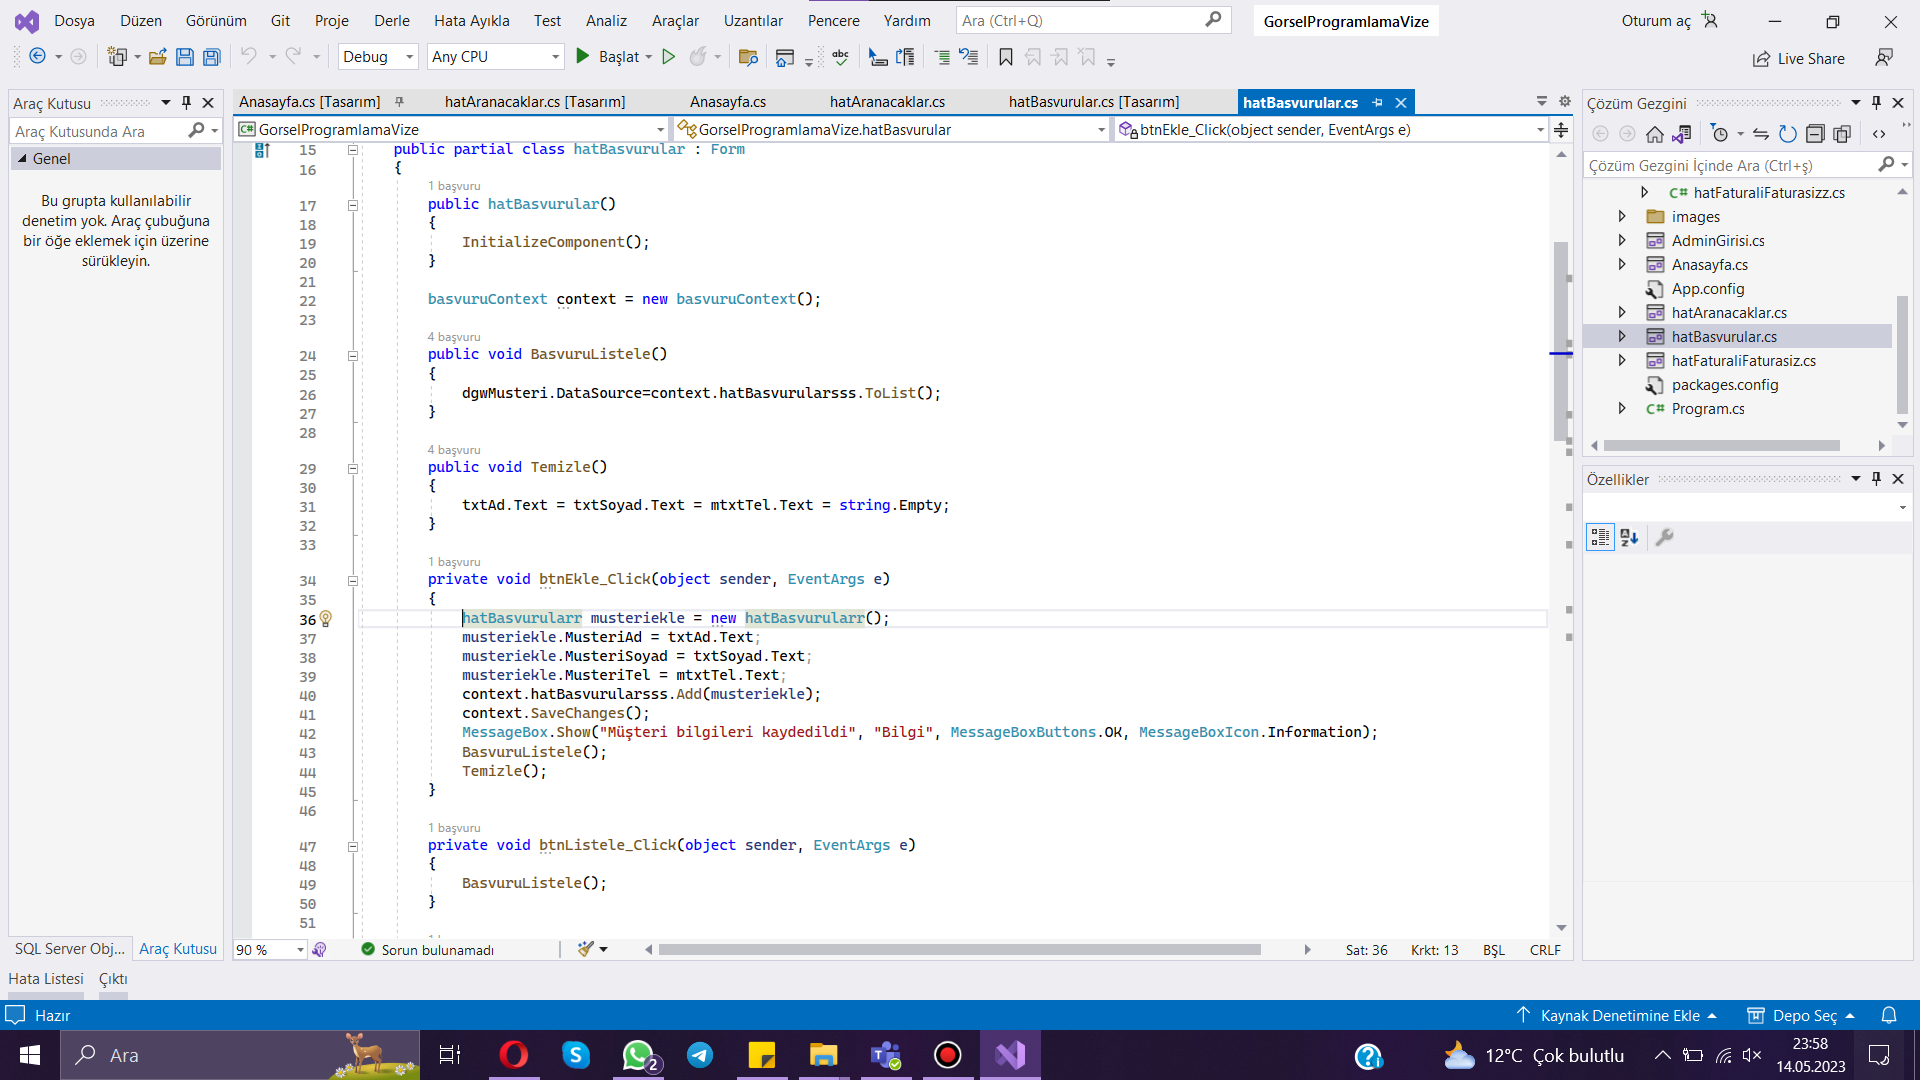 Dosya Düzen Görünüm Git Proje Derle Hata Ayıkla Test Analiz Araçlar Uzantılar Pencere Yardım Ara (Ctrl+Q) GorselProgramlamaVize Oturum aç
Debug Any CPU Başlat abc Live Share
Araç Kutusu
Araç Kutusunda Ara
Genel
Bu grupta kullanılabilir
denetim yok. Araç çubuğuna
bir öğe eklemek için üzerine
sürükleyin.
SQL Server Obj... Araç Kutusu
Anasayfa.cs [Tasarım] hatAranacaklar.cs [Tasarım] Anasayfa.cs hatAranacaklar.cs hatBasvurular.cs [Tasarım] hatBasvurular.cs
GorselProgramlamaVize GorselProgramlamaVize.hatBasvurular btnEkle_Click(object sender, EventArgs e)
15 public partial class hatBasvurular : Form
16 {
1 başvuru
17 public hatBasvurular()
18 {
19 InitializeComponent();
20 }
21
22 basvuruContext context = new basvuruContext();
23
4 başvuru
24 public void BasvuruListele()
25 {
26 dgwMusteri.DataSource=context.hatBasvurularsss.ToList();
27 }
28
4 başvuru
29 public void Temizle()
30 {
31 txtAd.Text = txtSoyad.Text = mtxtTel.Text = string.Empty;
32 }
33
1 başvuru
34 private void btnEkle_Click(object sender, EventArgs e)
35 {
36 hatBasvurularr musteriekle = new hatBasvurularr();
37 musteriekle.MusteriAd = txtAd.Text;
38 musteriekle.MusteriSoyad = txtSoyad.Text;
39 musteriekle.MusteriTel = mtxtTel.Text;
40 context.hatBasvurularsss.Add(musteriekle);
41 context.SaveChanges();
42 MessageBox.Show("Müşteri bilgileri kaydedildi", "Bilgi", MessageBoxButtons.OK, MessageBoxIcon.Information);
43 BasvuruListele();
44 Temizle();
45 }
46
1 başvuru
47 private void btnListele_Click(object sender, EventArgs e)
48 {
49 BasvuruListele();
50 }
51
90 % Sorun bulunamadı Sat: 36 Krkt: 13 BŞL CRLF
Çözüm Gezgini
Çözüm Gezgini İçinde Ara (Ctrl+ş)
C# hatFaturaliFaturasizz.cs
images
AdminGirisi.cs
Anasayfa.cs
App.config
hatAranacaklar.cs
hatBasvurular.cs
hatFaturaliFaturasiz.cs
packages.config
C# Program.cs
Özellikler
Hata Listesi Çıktı
Hazır Kaynak Denetimine Ekle Depo Seç
Ara 2 12°C Çok bulutlu 23:58
14.05.2023